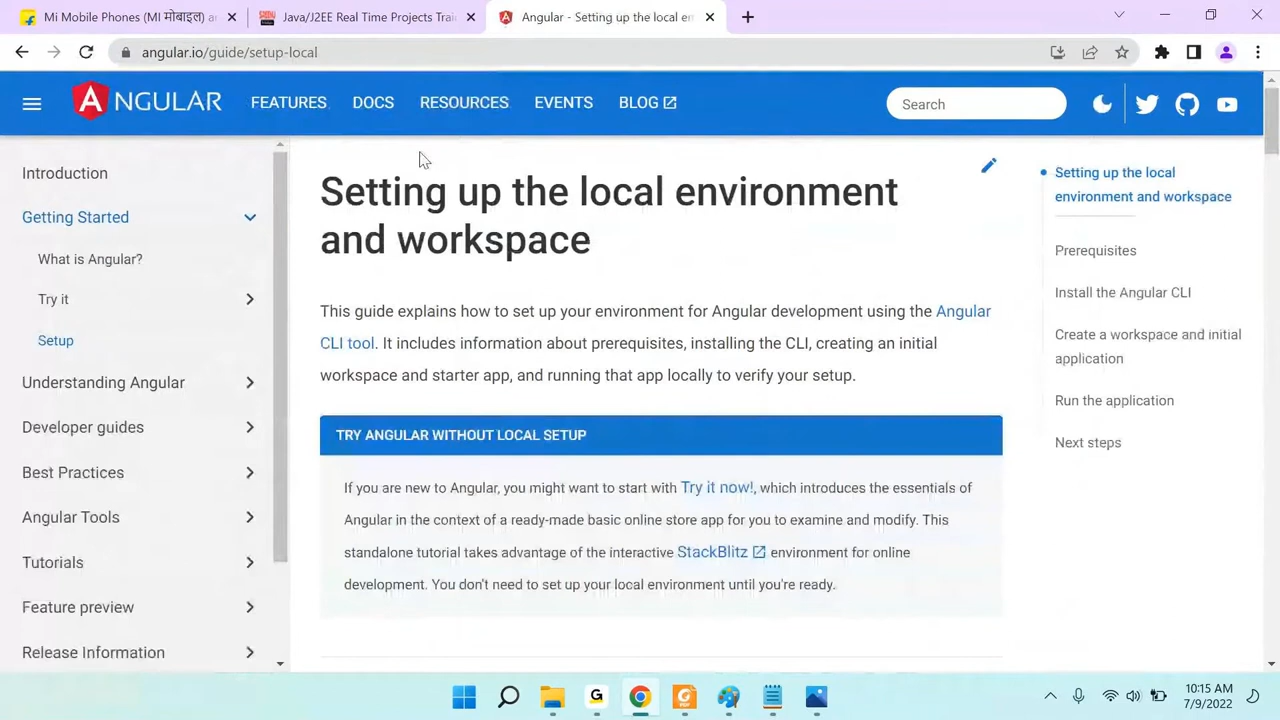 Mi Mobile Phones (MI मोबाइल) a
Java/J2EE Real Time Projects Trai
Angular - Setting up the local en
angular.io/guide/setup-local
ANGULAR
FEATURES
DOCS
RESOURCES
EVENTS
BLOG
Search
Introduction
Getting Started
What is Angular?
Try it
Setup
Understanding Angular
Developer guides
Best Practices
Angular Tools
Tutorials
Feature preview
Release Information
Setting up the local environment
and workspace
This guide explains how to set up your environment for Angular development using the Angular
CLI tool. It includes information about prerequisites, installing the CLI, creating an initial
workspace and starter app, and running that app locally to verify your setup.
TRY ANGULAR WITHOUT LOCAL SETUP
If you are new to Angular, you might want to start with Try it now!, which introduces the essentials of
Angular in the context of a ready-made basic online store app for you to examine and modify. This
standalone tutorial takes advantage of the interactive StackBlitz environment for online
development. You don't need to set up your local environment until you're ready.
Setting up the local
environment and workspace
Prerequisites
Install the Angular CLI
Create a workspace and initial
application
Run the application
Next steps
G
10:15 AM
7/9/2022